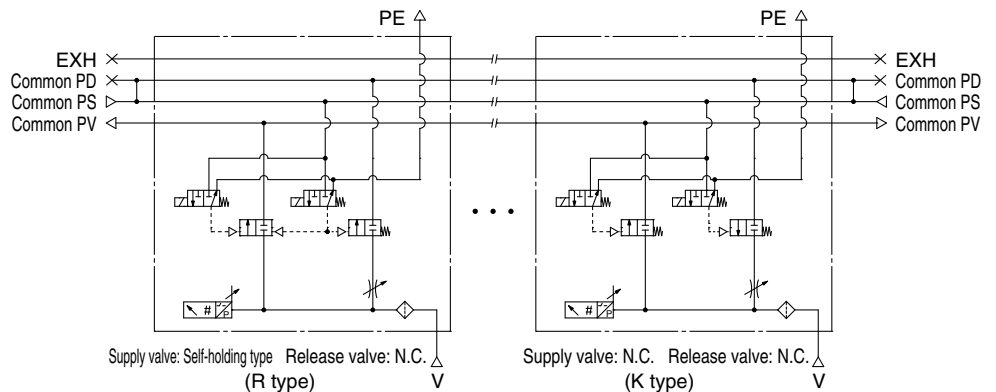 PE PE
EXH EXH
Common PD Common PD
Common PS Common PS
Common PV Common PV
# P # P
Supply valve: Self-holding type Release valve: N.C. Supply valve: N.C. Release valve: N.C.
(R type) V (K type) V